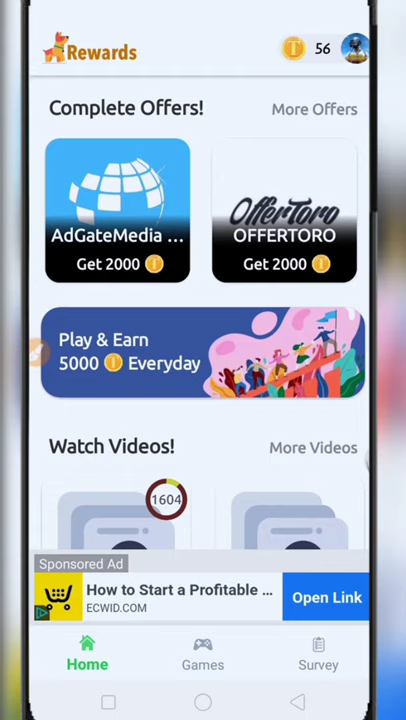 Rewards
56
Complete Offers!
More Offers
AdGateMedia ...
Get 2000
OfferToro
OFFERTORO
Get 2000
Play & Earn
5000 Everyday
Watch Videos!
More Videos
1604
Sponsored Ad
How to Start a Profitable ...
ECWID.COM
Open Link
Home
Games
Survey